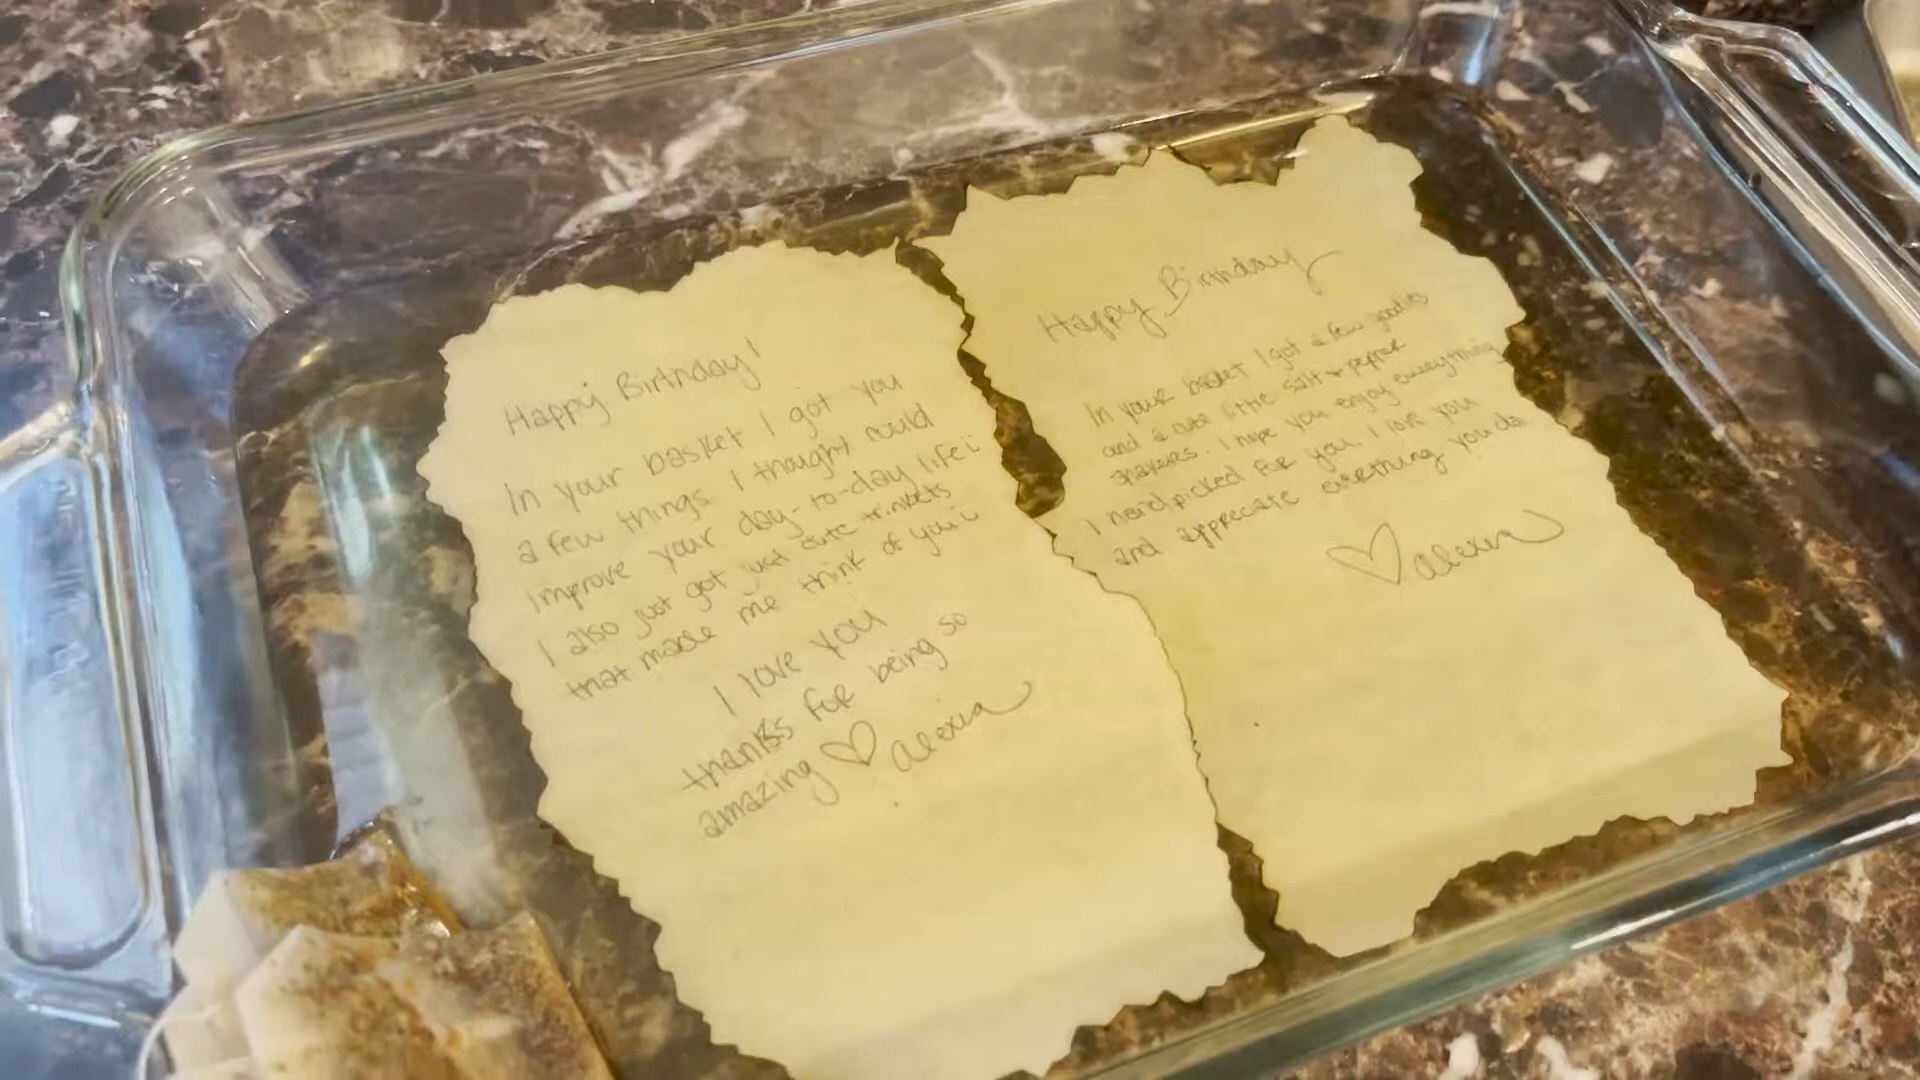 Happy Birthday!
In your basket I got you
a few things I thought could
improve your day-to-day life
I also just got just cute trinkets
that made me think of you
I love you
thanks for being so
amazing ♡ Alexia
Happy Birthday
In your basket I got a few goodies
and a cute little salt & pepper
shakers. I hope you enjoy everything
I handpicked for you. I love you
and appreciate everything you do
♡ Alexia